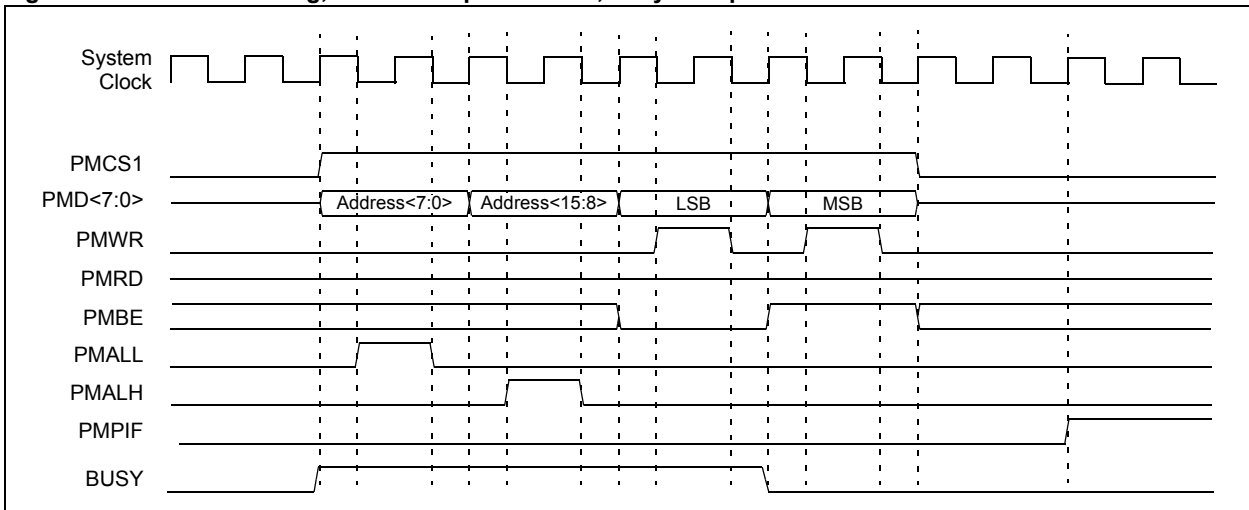 System
Clock
PMCS1
PMD<7:0> Address<7:0> Address<15:8> LSB MSB
PMWR
PMRD
PMBE
PMALL
PMALH
PMPIF
BUSY